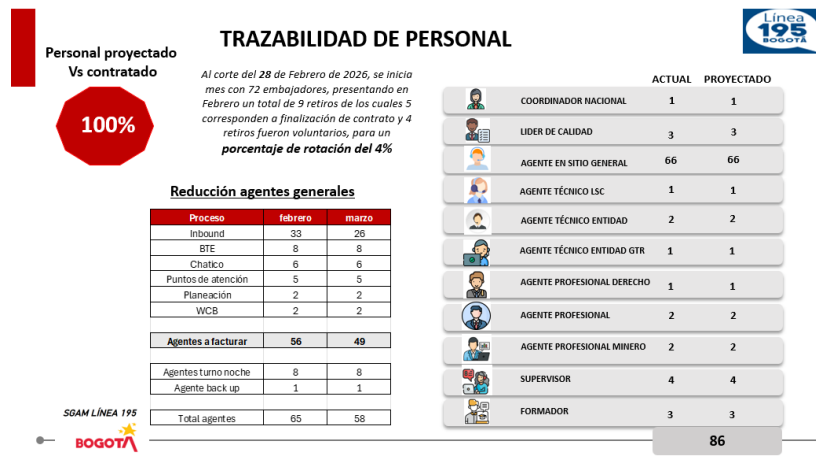 TRAZABILIDAD DE PERSONAL
Línea
195
BOGOTÁ
Personal proyectado
Vs contratado
100%
Al corte del 28 de Febrero de 2026, se inicia
mes con 72 embajadores, presentando en
Febrero un total de 9 retiros de los cuales 5
corresponden a finalización de contrato y 4
retiros fueron voluntarios, para un
porcentaje de rotación del 4%
Reducción agentes generales
Proceso febrero marzo
Inbound 33 26
BTE 8 8
Chatico 6 6
Puntos de atención 5 5
Planeación 2 2
WCB 2 2
Agentes a facturar 56 49
Agentes turno noche 8 8
Agente back up 1 1
Total agentes 65 58
ACTUAL PROYECTADO
COORDINADOR NACIONAL 1 1
LIDER DE CALIDAD 3 3
AGENTE EN SITIO GENERAL 66 66
AGENTE TÉCNICO LSC 1 1
AGENTE TÉCNICO ENTIDAD 2 2
AGENTE TÉCNICO ENTIDAD GTR 1 1
AGENTE PROFESIONAL DERECHO 1 1
AGENTE PROFESIONAL 2 2
AGENTE PROFESIONAL MINERO 2 2
SUPERVISOR 4 4
FORMADOR 3 3
86
SGAM LÍNEA 195
BOGOTÁ